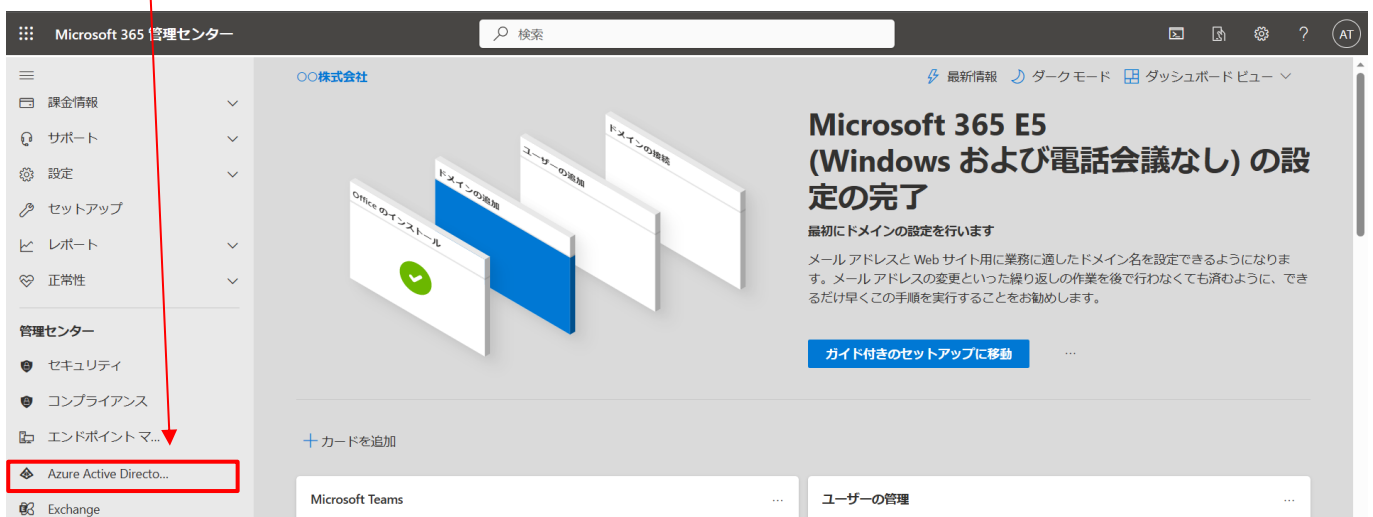 Microsoft 365 管理センター
検索
?
AT
課金情報
サポート
設定
セットアップ
レポート
正常性
管理センター
セキュリティ
コンプライアンス
エンドポイント マ...
Azure Active Directo...
Exchange
○○株式会社
最新情報
ダーク モード
ダッシュボード ビュー
Office のインストール
ドメインの追加
ユーザーの追加
ドメインの接続
Microsoft 365 E5
(Windows および電話会議なし) の設
定の完了
最初にドメインの設定を行います
メール アドレスと Web サイト用に業務に適したドメイン名を設定できるようになりま
す。メール アドレスの変更といった繰り返しの作業を後で行わなくても済むように、でき
るだけ早くこの手順を実行することをお勧めします。
ガイド付きのセットアップに移動
...
カードを追加
Microsoft Teams
...
ユーザーの管理
...